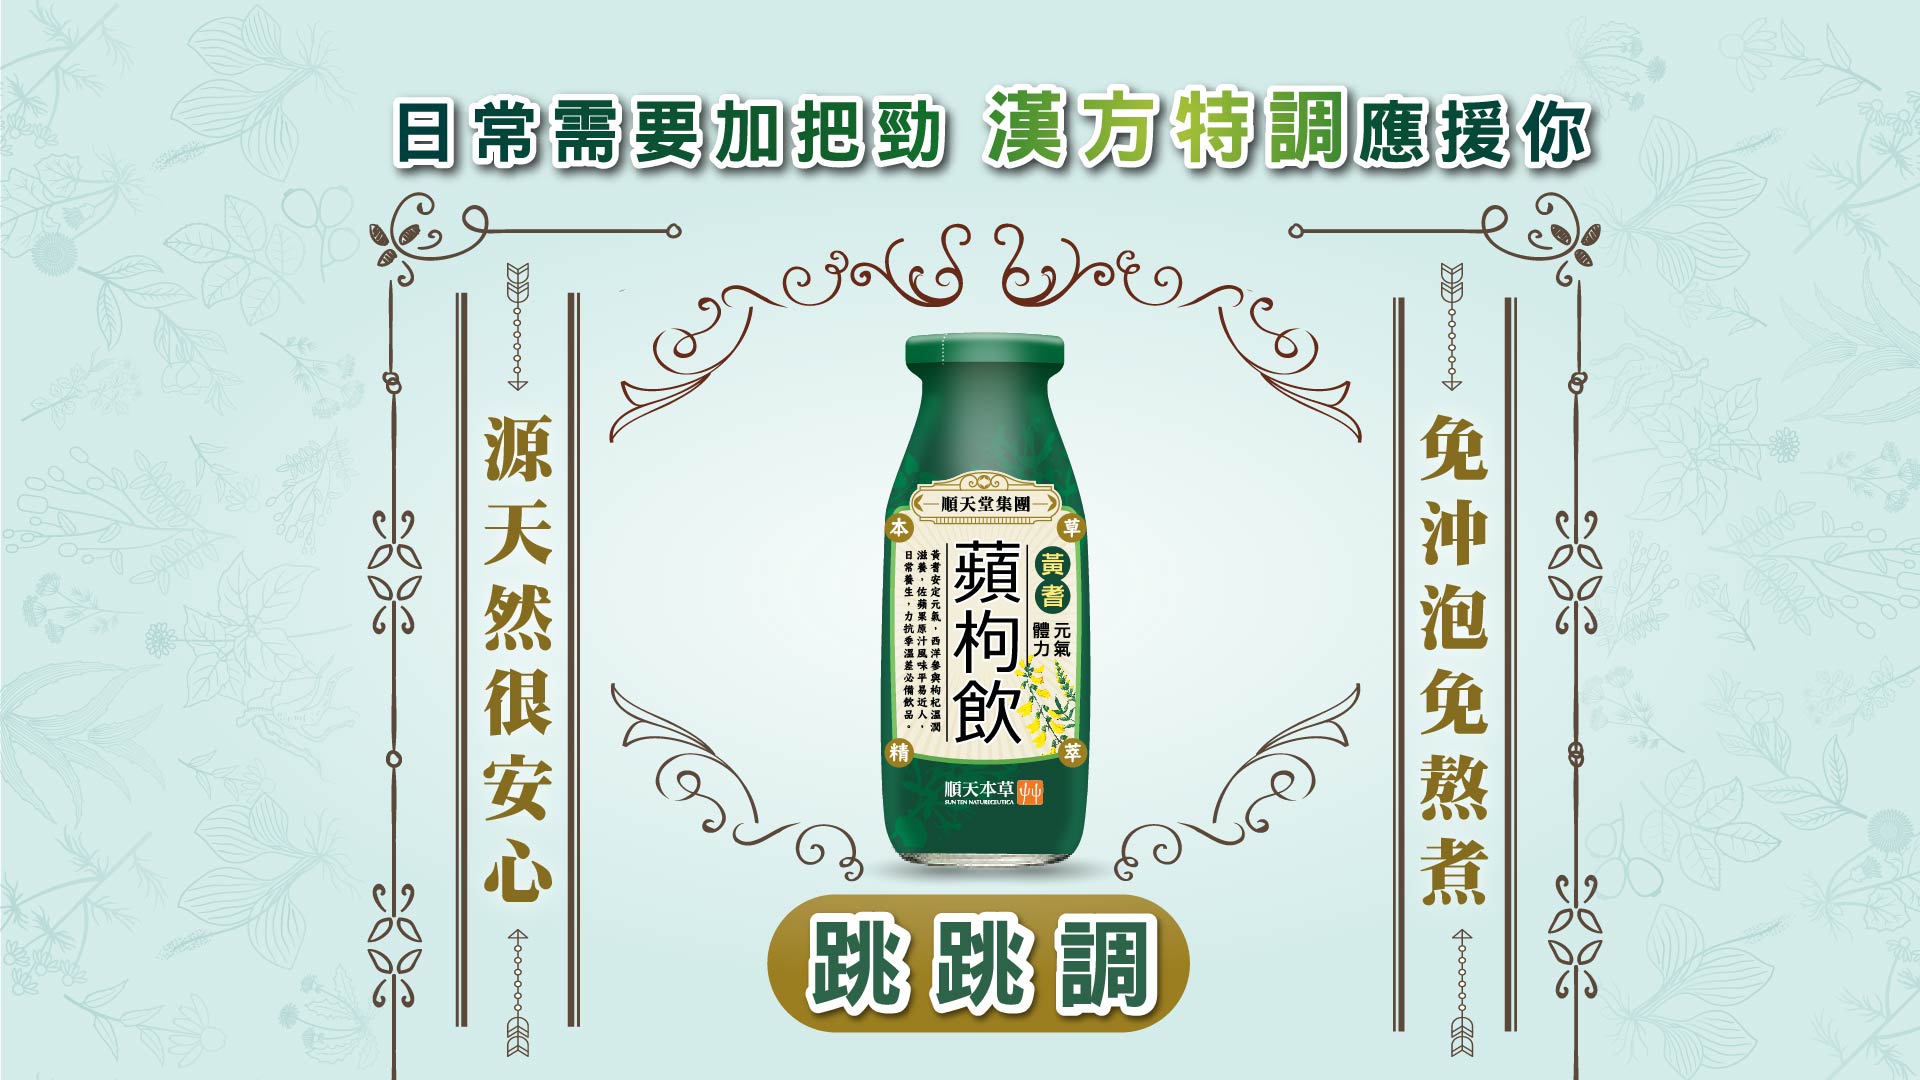 日常需要加把勁 漢方特調應援你
源天然很安心
免沖泡免熬煮
順天堂集團
本草精萃
黃耆
元氣
體力
蘋枸飲
黃耆安定元氣，西洋參與枸杞溫潤
滋養，佐蘋果原汁風味平易近人，
日常養生，力抗季溫差必備飲品。
順天本草
SUN TEN NATURECEUTICA
跳跳調